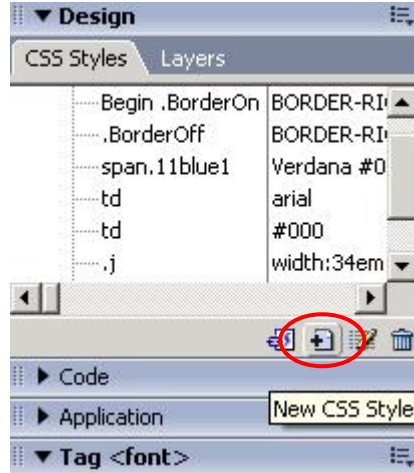 Design
CSS Styles Layers
Begin .BorderOn BORDER-RI
.BorderOff BORDER-RI
span.11blue1 Verdana #0
td arial
td #000
.j width:34em
Code
Application
New CSS Style
Tag <font>